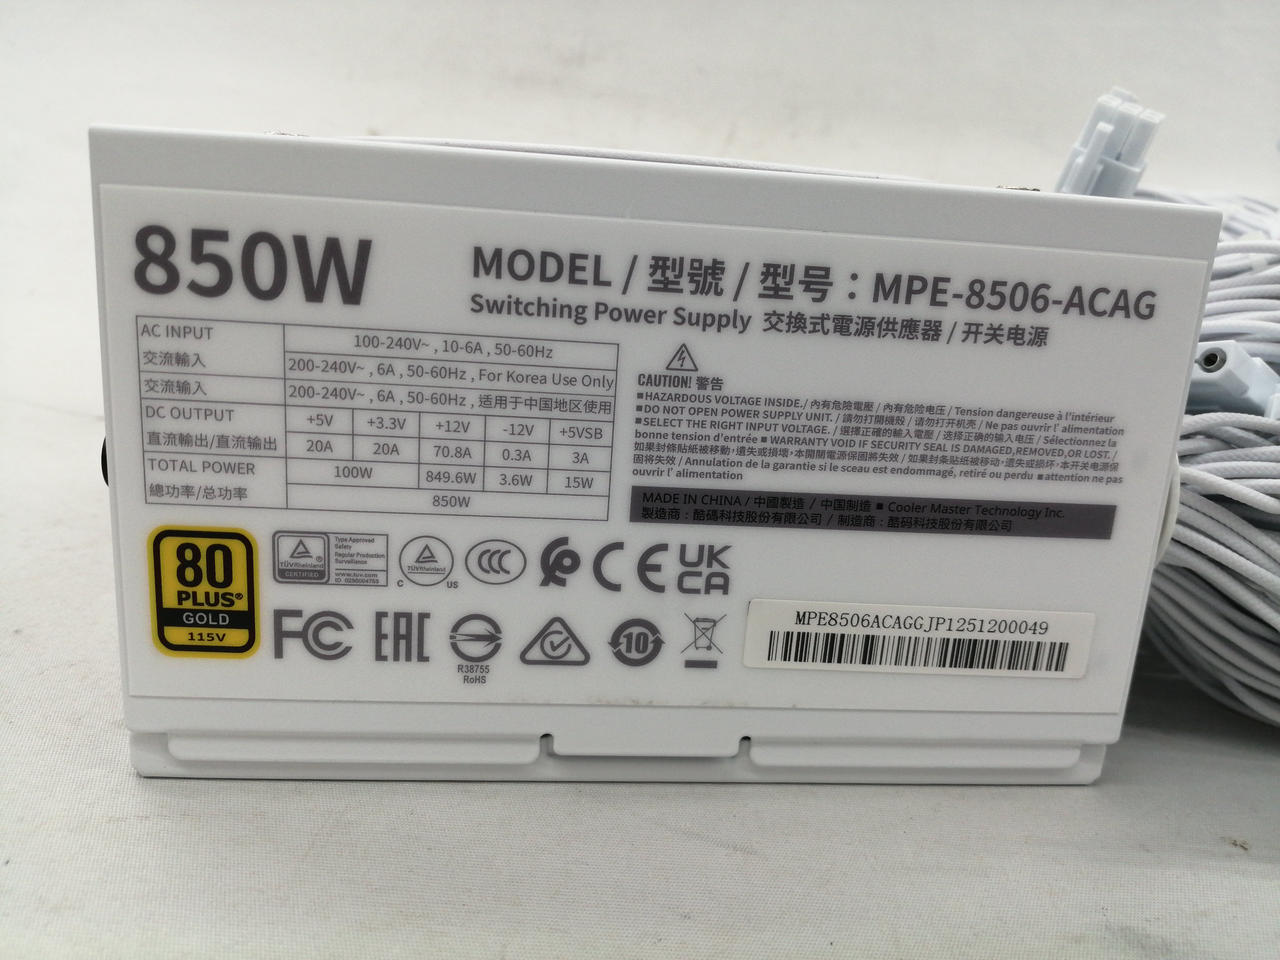 850W
MODEL / 型號 / 型号：MPE-8506-ACAG
Switching Power Supply 交換式電源供應器 / 开关电源
AC INPUT 100-240V~ , 10-6A , 50-60Hz
交流輸入 200-240V~ , 6A , 50-60Hz , For Korea Use Only
交流輸入 200-240V~ , 6A , 50-60Hz , 适用于中国地区使用
DC OUTPUT +5V +3.3V +12V -12V +5VSB
直流輸出/直流输出 20A 20A 70.8A 0.3A 3A
TOTAL POWER 100W 849.6W 3.6W 15W
總功率/总功率 850W
CAUTION! 警告
■HAZARDOUS VOLTAGE INSIDE./ 內有危險電壓 / 内有危险电压 / Tension dangereuse à l'intérieur
■DO NOT OPEN POWER SUPPLY UNIT. / 請勿打開機殼 / 请勿打开机壳 / Ne pas ouvrir l' alimentation
■SELECT THE RIGHT INPUT VOLTAGE. / 選擇正確的輸入電壓 / 选择正确的输入电压 / Sélectionnez la
bonne tension d'entrée ■ WARRANTY VOID IF SECURITY SEAL IS DAMAGED,REMOVED,OR LOST. /
如果封條貼紙被移動,遺失或損壞,本開關電源保固將失效 / 如果封条贴纸被移动,遗失或损坏,本开关电源保
固将失效 / Annulation de la garantie si le sceau est endommagé, retiré ou perdu ■attention ne pas
ouvrir l' alimentation
MADE IN CHINA / 中國製造 / 中国制造 ■ Cooler Master Technology Inc.
製造商：酷碼科技股份有限公司 / 制造商：酷码科技股份有限公司
80
PLUS®
GOLD
115V
TÜVRheinland
CERTIFIED
Type Approved
Safety
Regular Production
Surveillance
www.tuv.com
TÜVRheinland
C US
CCC
CE
UK
CA
FC
EAC
R38755
RoHS
10
MPE8506ACAGGJP1251200049